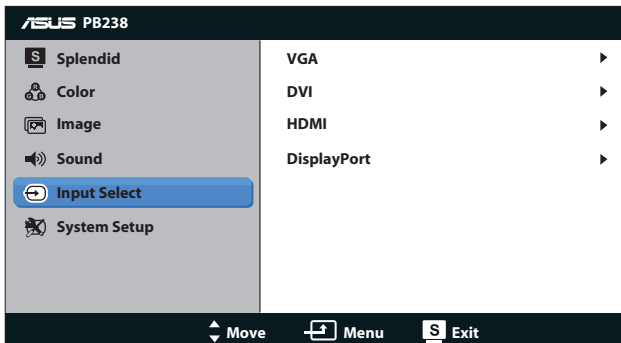 ASUS PB238
S Splendid
Color
Image
Sound
Input Select
System Setup
VGA
DVI
HDMI
DisplayPort
Move Menu S Exit